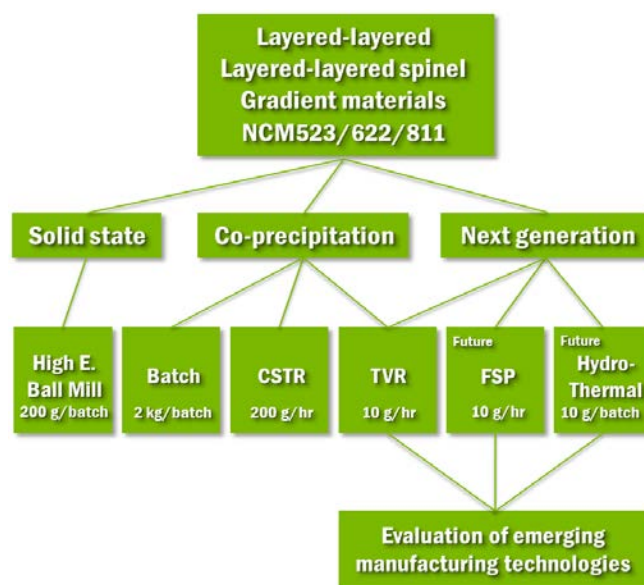 Layered-layered
Layered-layered spinel
Gradient materials
NCM523/622/811
Solid state
Co-precipitation
Next generation
High E.
Ball Mill
200 g/batch
Batch
2 kg/batch
CSTR
200 g/hr
TVR
10 g/hr
Future
FSP
10 g/hr
Future
Hydro-
Thermal
10 g/batch
Evaluation of emerging
manufacturing technologies